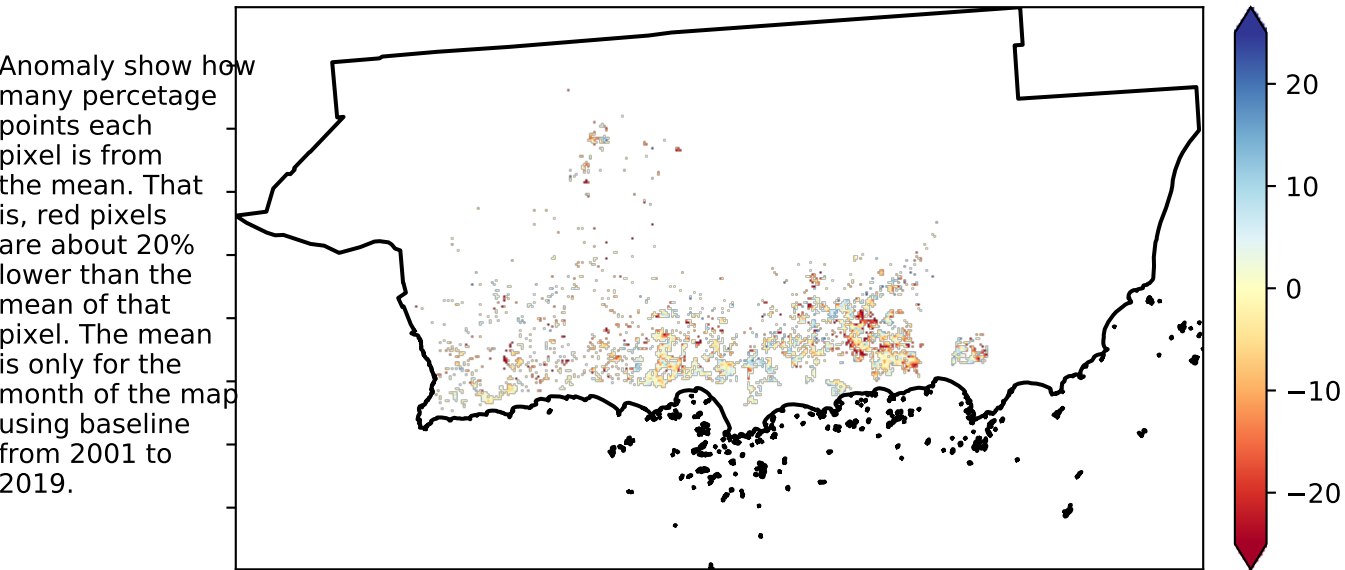 Anomaly show how
many percetage
points each
pixel is from
the mean. That
is, red pixels
are about 20%
lower than the
mean of that
pixel. The mean
is only for the
month of the map
using baseline
from 2001 to
2019.
20
10
0
−10
−20